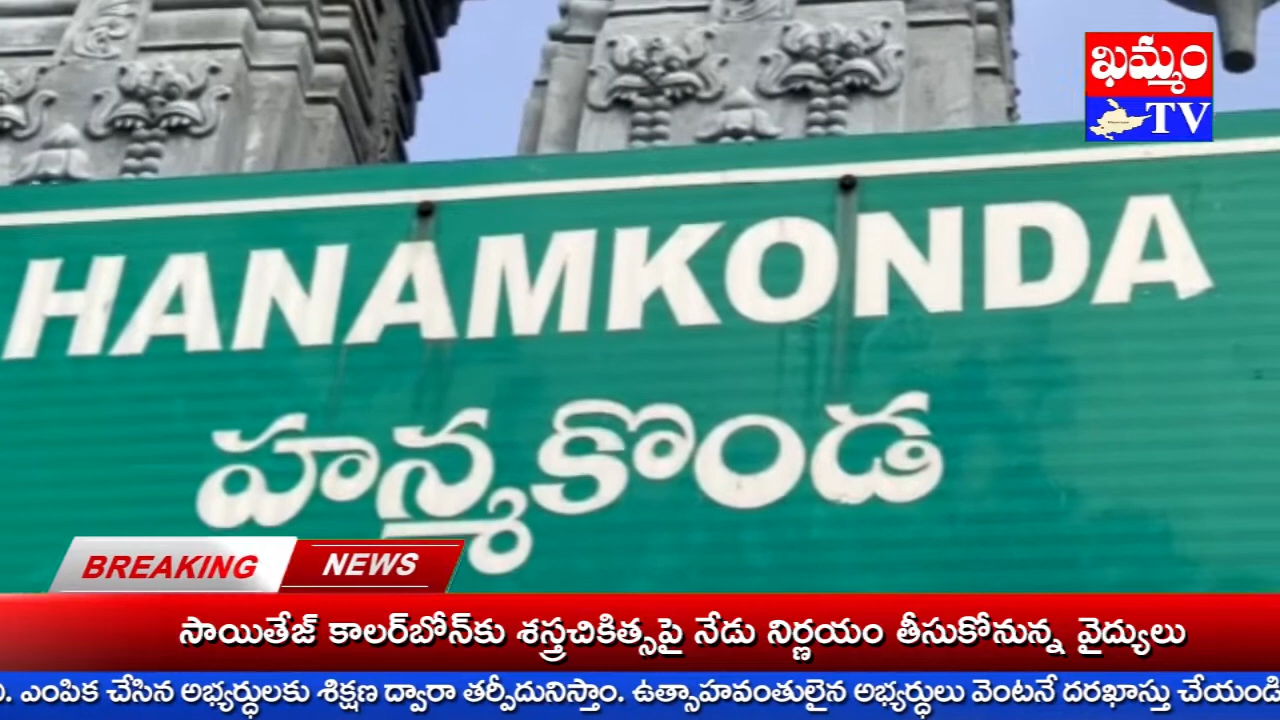 ఖమ్మం
TV
HANAMKONDA
హన్మకొండ
BREAKING NEWS
సాయితేజ్ కాలర్‌బోన్‌కు శస్త్రచికిత్సపై నేడు నిర్ణయం తీసుకోనున్న వైద్యులు
ఎంపిక చేసిన అభ్యర్థులకు శిక్షణ ద్వారా తర్ఫీదునిస్తాం. ఉత్సాహవంతులైన అభ్యర్థులు వెంటనే దరఖాస్తు చేయండి